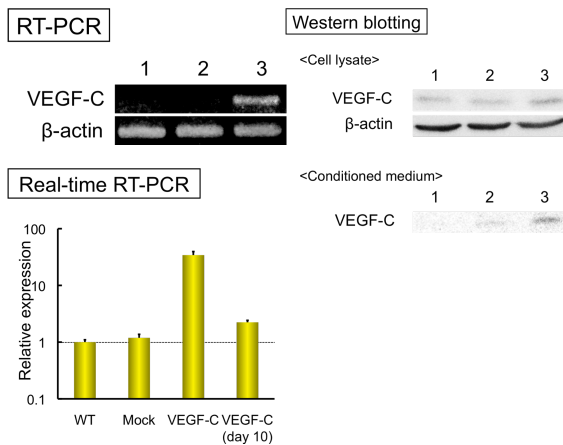 RT-PCR
1 2 3
VEGF-C
β-actin
Western blotting
<Cell lysate>
1 2 3
VEGF-C
β-actin
<Conditioned medium>
1 2 3
VEGF-C
Real-time RT-PCR
Relative expression
100
10
1
0.1
WT Mock VEGF-C VEGF-C
(day 10)